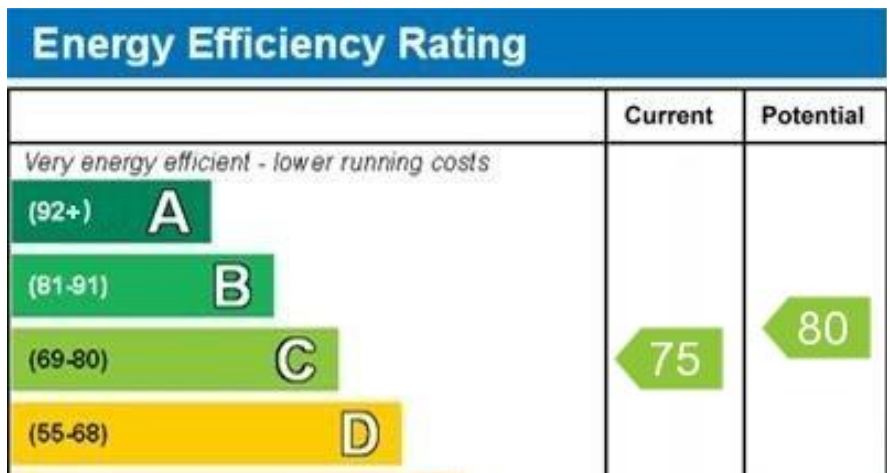 Energy Efficiency Rating
Current Potential
Very energy efficient - lower running costs
(92+) A
(81-91) B
(69-80) C 75 80
(55-68) D